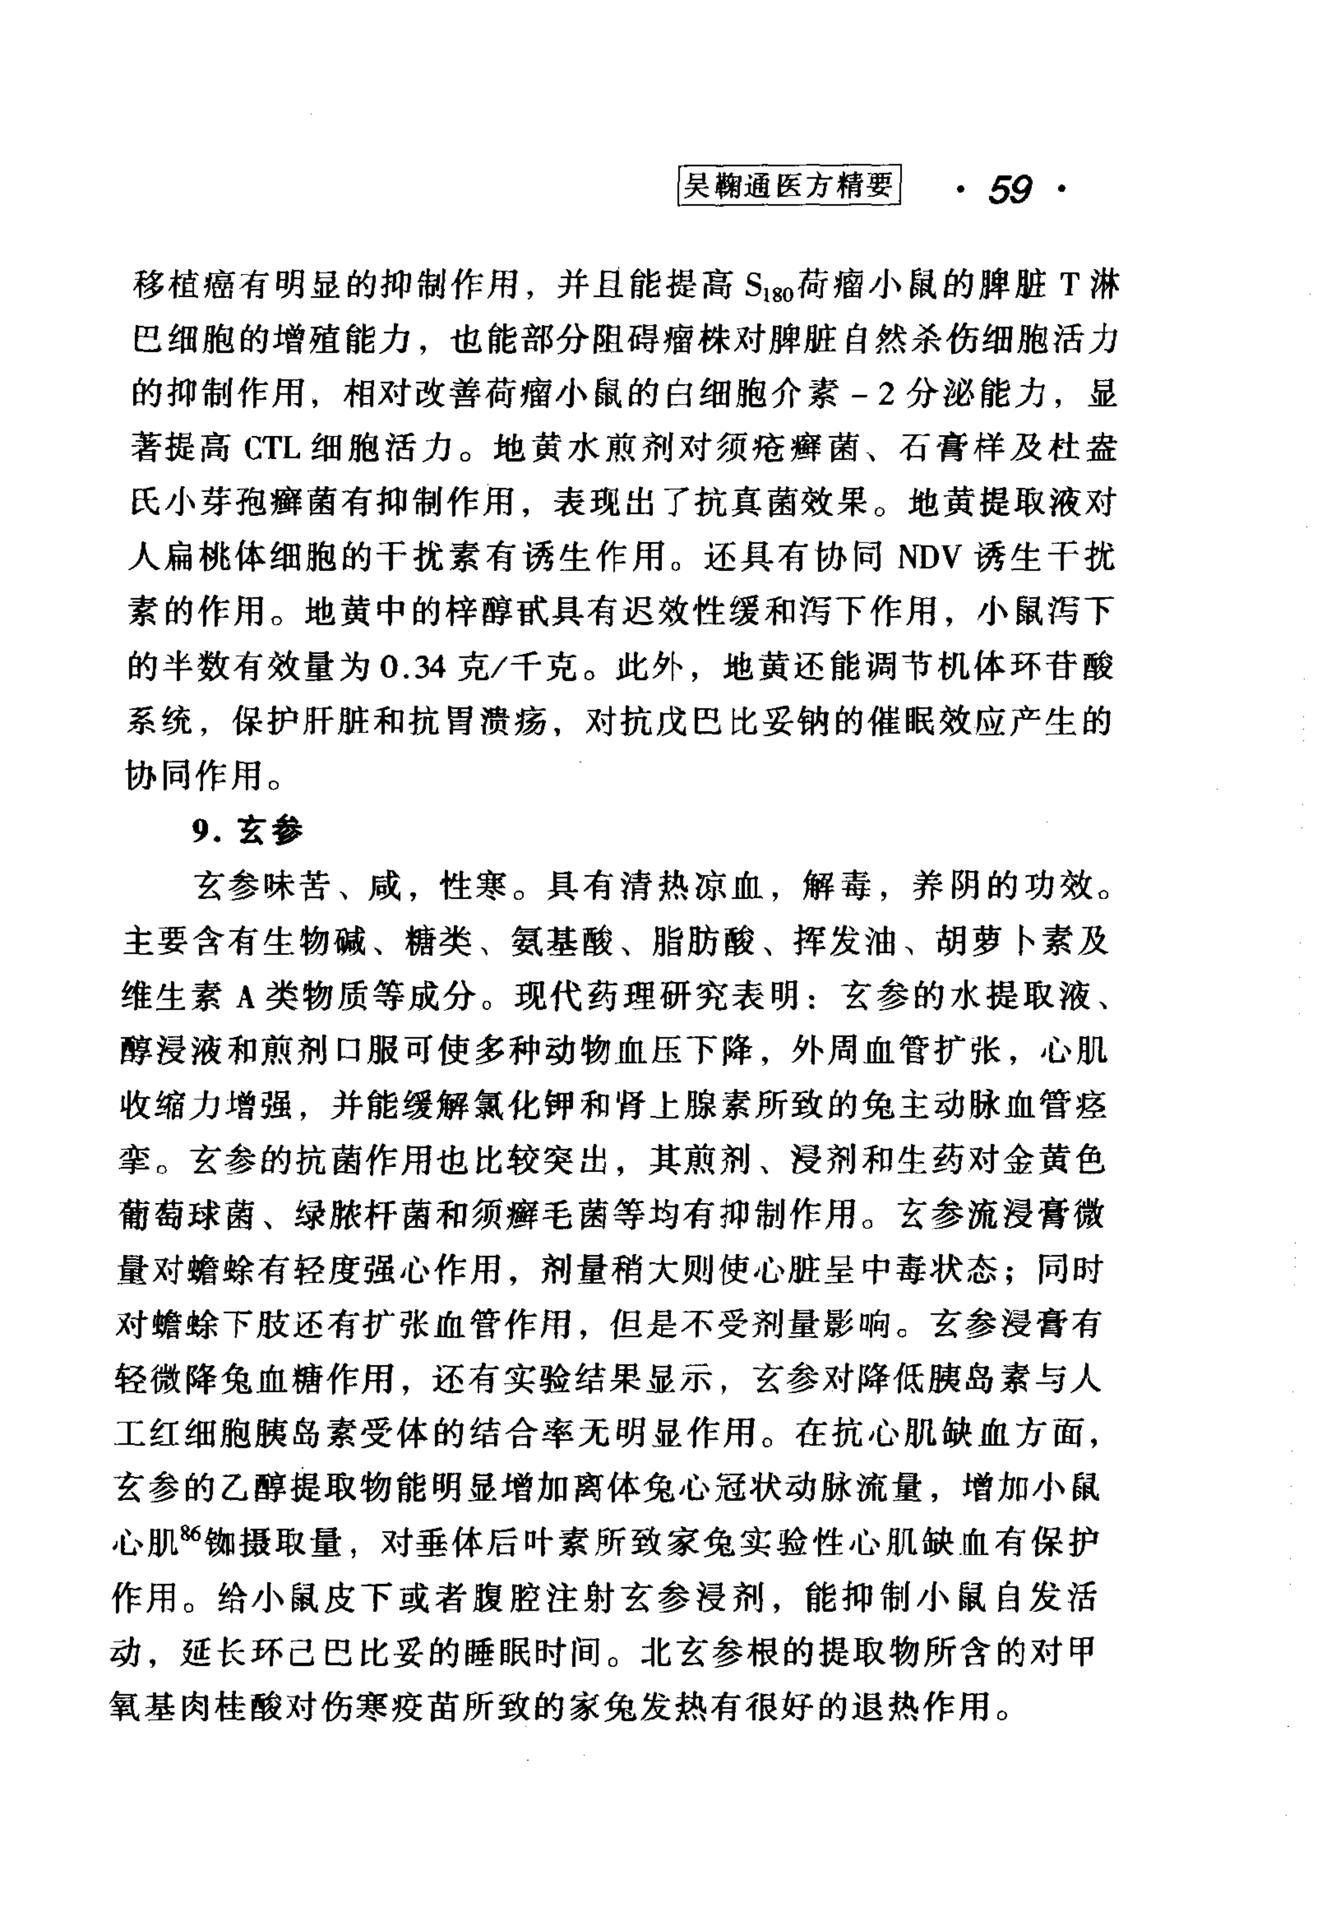 吴鞠通医方精要 · 59 ·
移植癌有明显的抑制作用，并且能提高 S₁₈₀荷瘤小鼠的脾脏 T 淋
巴细胞的增殖能力，也能部分阻碍瘤株对脾脏自然杀伤细胞活力
的抑制作用，相对改善荷瘤小鼠的白细胞介素－2 分泌能力，显
著提高 CTL 细胞活力。地黄水煎剂对须疮癣菌、石膏样及杜盎
氏小芽孢癣菌有抑制作用，表现出了抗真菌效果。地黄提取液对
人扁桃体细胞的干扰素有诱生作用。还具有协同 NDV 诱生干扰
素的作用。地黄中的梓醇甙具有迟效性缓和泻下作用，小鼠泻下
的半数有效量为 0.34 克/千克。此外，地黄还能调节机体环苷酸
系统，保护肝脏和抗胃溃疡，对抗戊巴比妥钠的催眠效应产生的
协同作用。
9. 玄参
玄参味苦、咸，性寒。具有清热凉血，解毒，养阴的功效。
主要含有生物碱、糖类、氨基酸、脂肪酸、挥发油、胡萝卜素及
维生素 A 类物质等成分。现代药理研究表明：玄参的水提取液、
醇浸液和煎剂口服可使多种动物血压下降，外周血管扩张，心肌
收缩力增强，并能缓解氯化钾和肾上腺素所致的兔主动脉血管痉
挛。玄参的抗菌作用也比较突出，其煎剂、浸剂和生药对金黄色
葡萄球菌、绿脓杆菌和须癣毛菌等均有抑制作用。玄参流浸膏微
量对蟾蜍有轻度强心作用，剂量稍大则使心脏呈中毒状态；同时
对蟾蜍下肢还有扩张血管作用，但是不受剂量影响。玄参浸膏有
轻微降兔血糖作用，还有实验结果显示，玄参对降低胰岛素与人
工红细胞胰岛素受体的结合率无明显作用。在抗心肌缺血方面，
玄参的乙醇提取物能明显增加离体兔心冠状动脉流量，增加小鼠
心肌⁸⁶铷摄取量，对垂体后叶素所致家兔实验性心肌缺血有保护
作用。给小鼠皮下或者腹腔注射玄参浸剂，能抑制小鼠自发活
动，延长环己巴比妥的睡眠时间。北玄参根的提取物所含的对甲
氧基肉桂酸对伤寒疫苗所致的家兔发热有很好的退热作用。